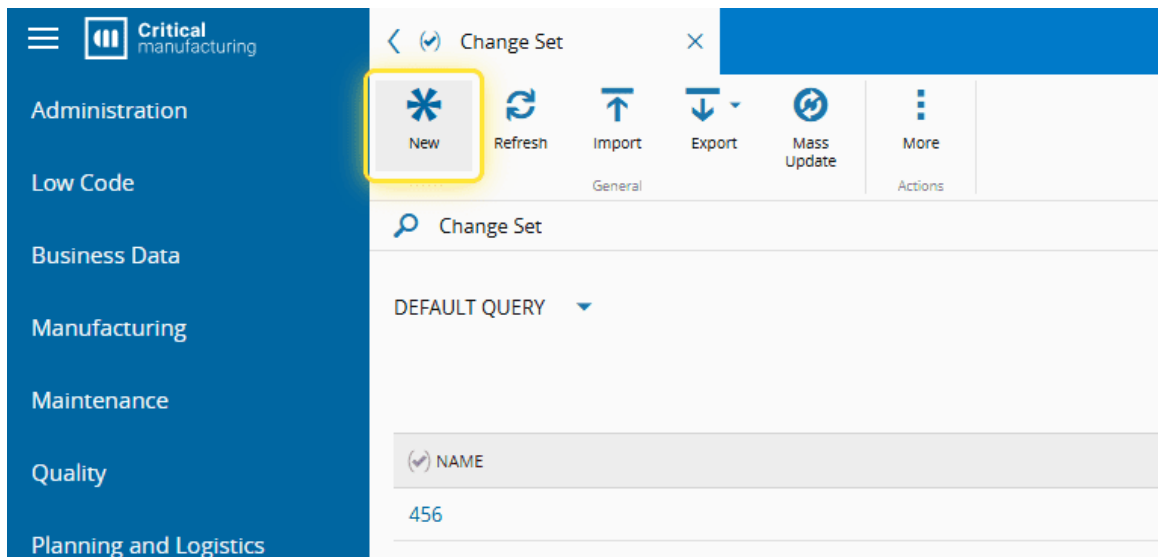 Critical
manufacturing
Change Set
Administration
Low Code
Business Data
Manufacturing
Maintenance
Quality
Planning and Logistics
New
Refresh
Import
Export
Mass
Update
More
General
Actions
Change Set
DEFAULT QUERY
NAME
456